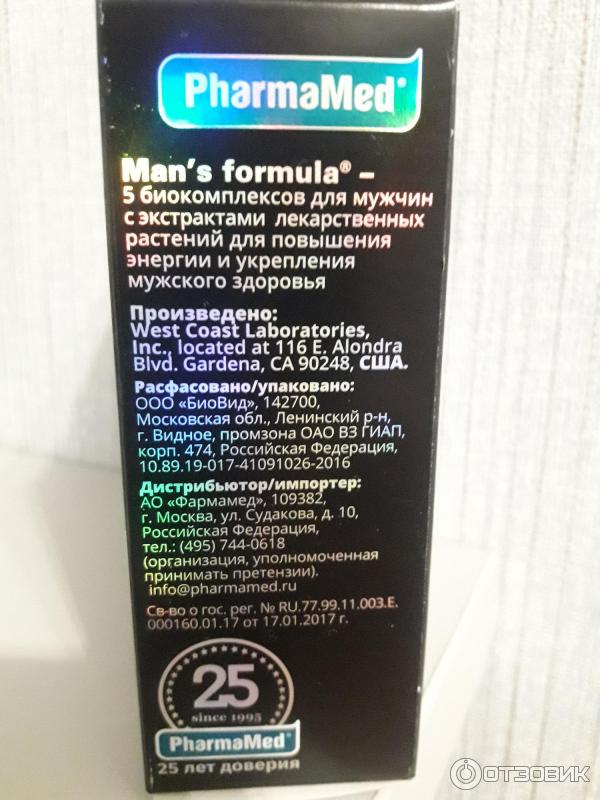 PharmaMed®
Man's formula® –
5 биокомплексов для мужчин
с экстрактами лекарственных
растений для повышения
энергии и укрепления
мужского здоровья
Произведено:
West Coast Laboratories,
Inc., located at 116 E. Alondra
Blvd. Gardena, CA 90248, США.
Расфасовано/упаковано:
ООО «БиоВид», 142700,
Московская обл., Ленинский р-н,
г. Видное, промзона ОАО ВЗ ГИАП,
корп. 474, Российская Федерация,
10.89.19-017-41091026-2016
Дистрибьютор/импортер:
АО «Фармамед», 109382,
г. Москва, ул. Судакова, д. 10,
Российская Федерация,
тел.: (495) 744-0618
(организация, уполномоченная
принимать претензии).
info@pharmamed.ru
Св-во о гос. рег. № RU.77.99.11.003.E.
000160.01.17 от 17.01.2017 г.
25
since 1995
PharmaMed®
25 лет доверия
ОТЗОВИК